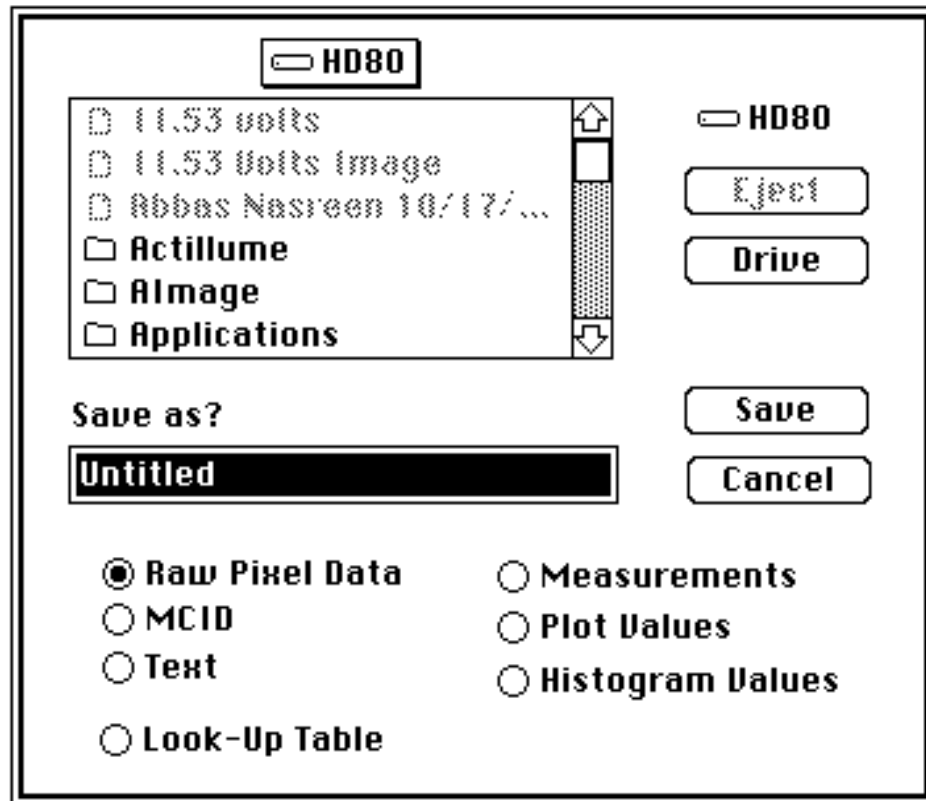 HD80
11.53 volts
11.53 Volts Image
Abbas Nasreen 10/17/...
Actillume
AImage
Applications
HD80
Eject
Drive
Save as?
Untitled
Save
Cancel
Raw Pixel Data
MCID
Text
Look-Up Table
Measurements
Plot Values
Histogram Values